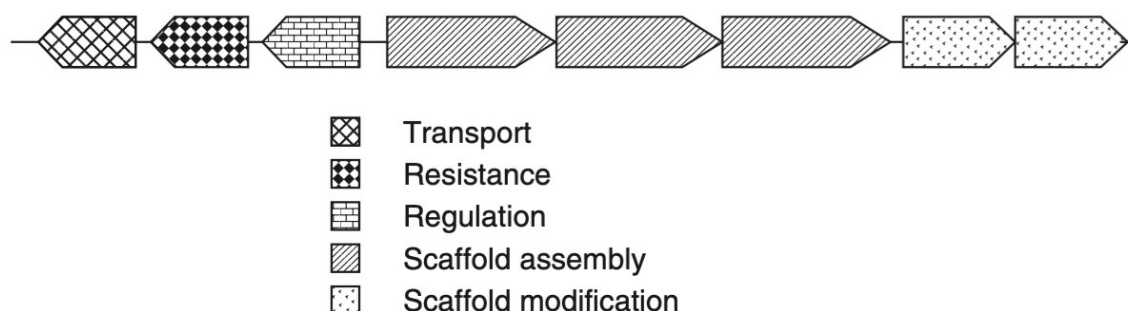 Transport
Resistance
Regulation
Scaffold assembly
Scaffold modification